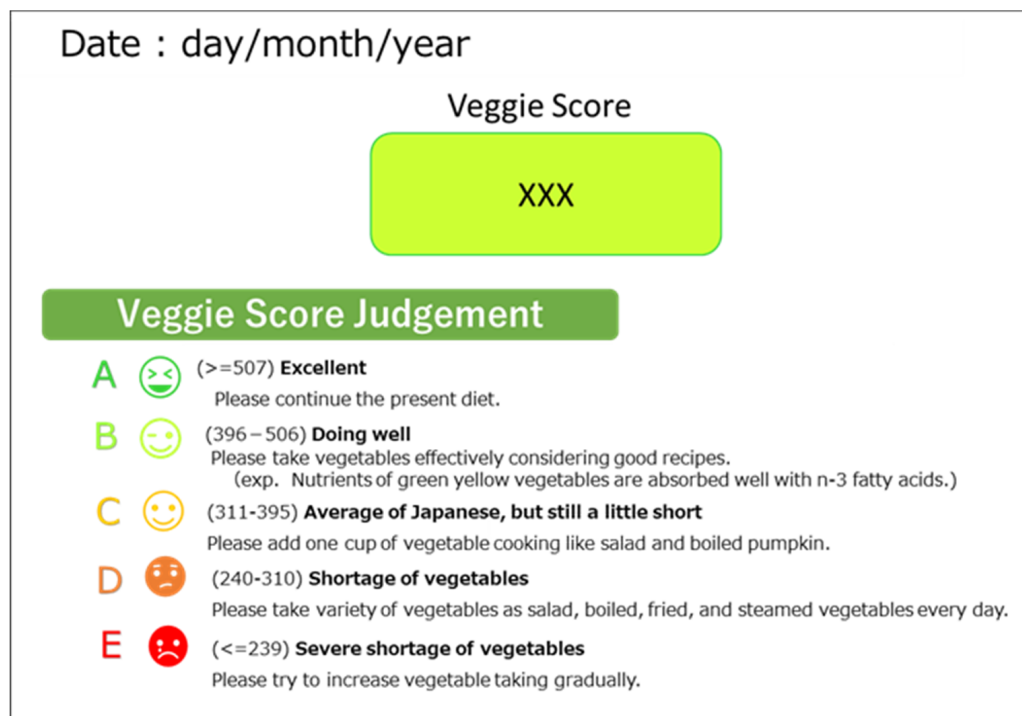 Date : day/month/year
Veggie Score
XXX
Veggie Score Judgement
A (>=507) Excellent
Please continue the present diet.
B (396–506) Doing well
Please take vegetables effectively considering good recipes.
(exp. Nutrients of green yellow vegetables are absorbed well with n-3 fatty acids.)
C (311-395) Average of Japanese, but still a little short
Please add one cup of vegetable cooking like salad and boiled pumpkin.
D (240-310) Shortage of vegetables
Please take variety of vegetables as salad, boiled, fried, and steamed vegetables every day.
E (<=239) Severe shortage of vegetables
Please try to increase vegetable taking gradually.